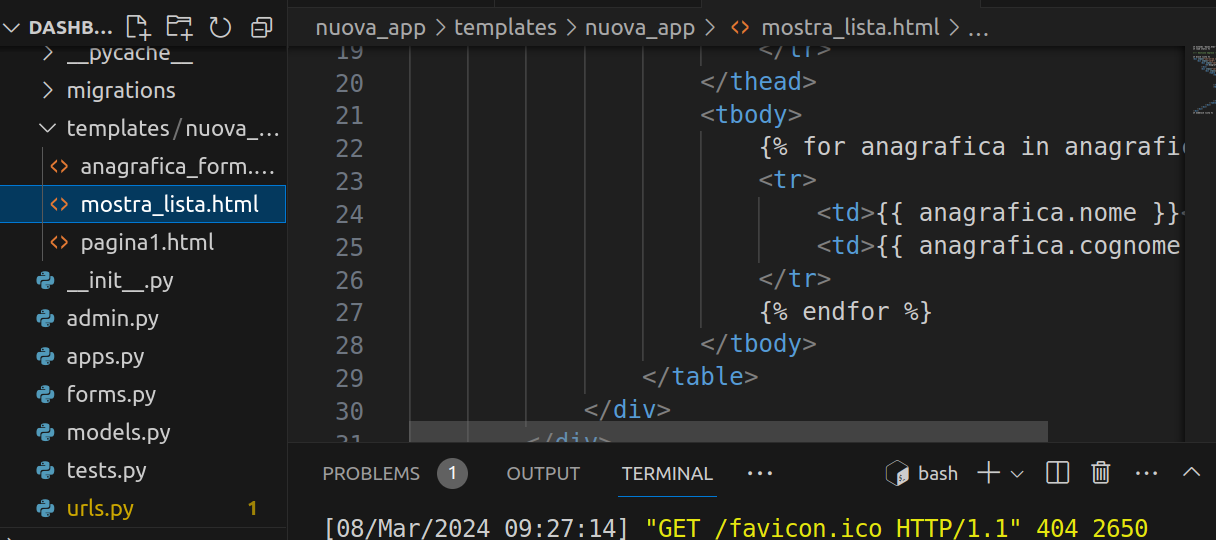 DASHB...
__pycache__
migrations
templates/nuova_...
anagrafica_form....
mostra_lista.html
pagina1.html
__init__.py
admin.py
apps.py
forms.py
models.py
tests.py
urls.py 1
nuova_app > templates > nuova_app > <> mostra_lista.html > ...
19 </tr>
20 </thead>
21 <tbody>
22 {% for anagrafica in anagrafi
23 <tr>
24 <td>{{ anagrafica.nome }}
25 <td>{{ anagrafica.cognome
26 </tr>
27 {% endfor %}
28 </tbody>
29 </table>
30 </div>
31 </div>
PROBLEMS 1 OUTPUT TERMINAL ... bash ...
[08/Mar/2024 09:27:14] "GET /favicon.ico HTTP/1.1" 404 2650